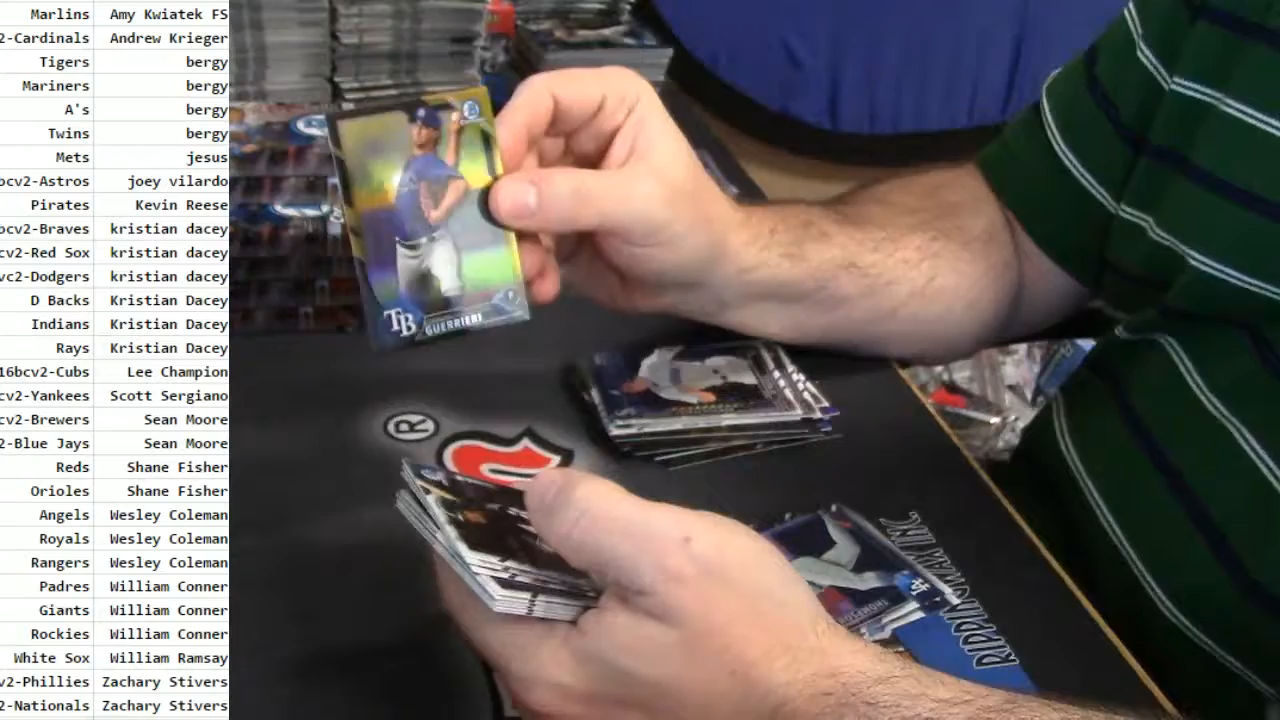 Marlins Amy Kwiatek FS
2-Cardinals Andrew Krieger
Tigers bergy
Mariners bergy
A's bergy
Twins bergy
Mets jesus
bcv2-Astros joey vilardo
Pirates Kevin Reese
bcv2-Braves kristian dacey
cv2-Red Sox kristian dacey
vc2-Dodgers kristian dacey
D Backs Kristian Dacey
Indians Kristian Dacey
Rays Kristian Dacey
16bcv2-Cubs Lee Champion
cv2-Yankees Scott Sergiano
cv2-Brewers Sean Moore
2-Blue Jays Sean Moore
Reds Shane Fisher
Orioles Shane Fisher
Angels Wesley Coleman
Royals Wesley Coleman
Rangers Wesley Coleman
Padres William Conner
Giants William Conner
Rockies William Conner
White Sox William Ramsay
v2-Phillies Zachary Stivers
2-Nationals Zachary Stivers
TB GUERRIERI
®
LA
RIPPINWAX INC.